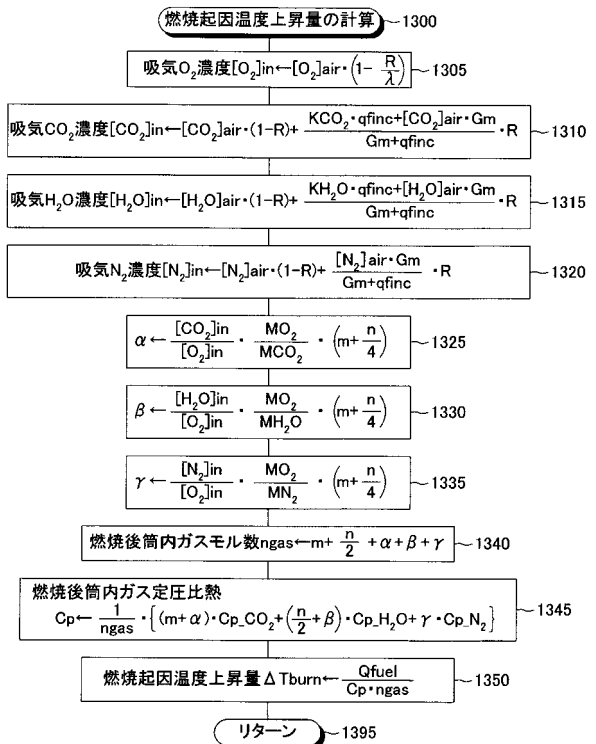 燃焼起因温度上昇量の計算 1300
吸気O₂濃度[O₂]in←[O₂]air・(1- R/λ) 1305
吸気CO₂濃度[CO₂]in←[CO₂]air・(1-R)+ (KCO₂・qfinc+[CO₂]air・Gm)/(Gm+qfinc) ・R 1310
吸気H₂O濃度[H₂O]in←[H₂O]air・(1-R)+ (KH₂O・qfinc+[H₂O]air・Gm)/(Gm+qfinc) ・R 1315
吸気N₂濃度[N₂]in←[N₂]air・(1-R)+ ([N₂]air・Gm)/(Gm+qfinc) ・R 1320
α← [CO₂]in/[O₂]in ・ MO₂/MCO₂ ・ (m+ n/4) 1325
β← [H₂O]in/[O₂]in ・ MO₂/MH₂O ・ (m+ n/4) 1330
γ← [N₂]in/[O₂]in ・ MO₂/MN₂ ・ (m+ n/4) 1335
燃焼後筒内ガスモル数ngas←m+ n/2 +α+β+γ 1340
燃焼後筒内ガス定圧比熱
Cp← 1/ngas ・{(m+α)・Cp_CO₂+(n/2+β)・Cp_H₂O+γ・Cp_N₂} 1345
燃焼起因温度上昇量ΔTburn← Qfuel/(Cp・ngas) 1350
リターン 1395